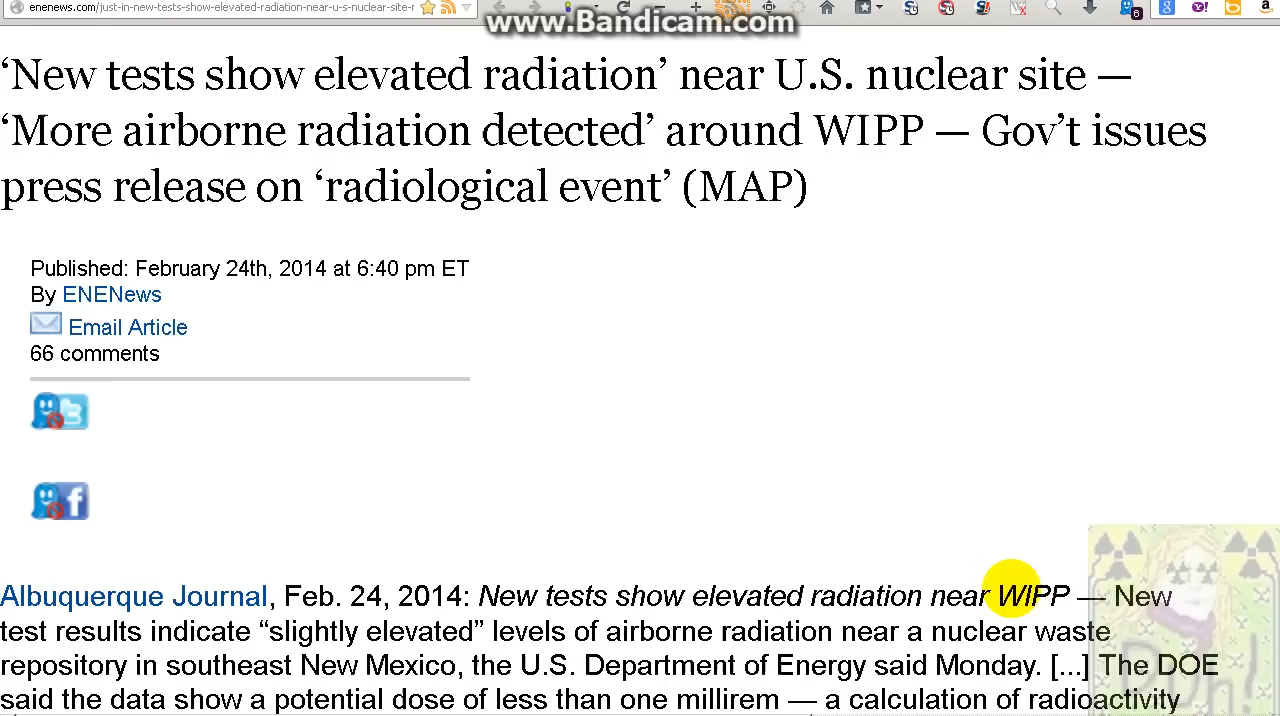 enenews.com/just-in-new-tests-show-elevated-radiation-near-u-s-nuclear-site-r
www.Bandicam.com
‘New tests show elevated radiation’ near U.S. nuclear site —
‘More airborne radiation detected’ around WIPP — Gov’t issues
press release on ‘radiological event’ (MAP)
Published: February 24th, 2014 at 6:40 pm ET
By ENENews
Email Article
66 comments
Albuquerque Journal, Feb. 24, 2014: New tests show elevated radiation near WIPP — New
test results indicate “slightly elevated” levels of airborne radiation near a nuclear waste
repository in southeast New Mexico, the U.S. Department of Energy said Monday. [...] The DOE
said the data show a potential dose of less than one millirem — a calculation of radioactivity